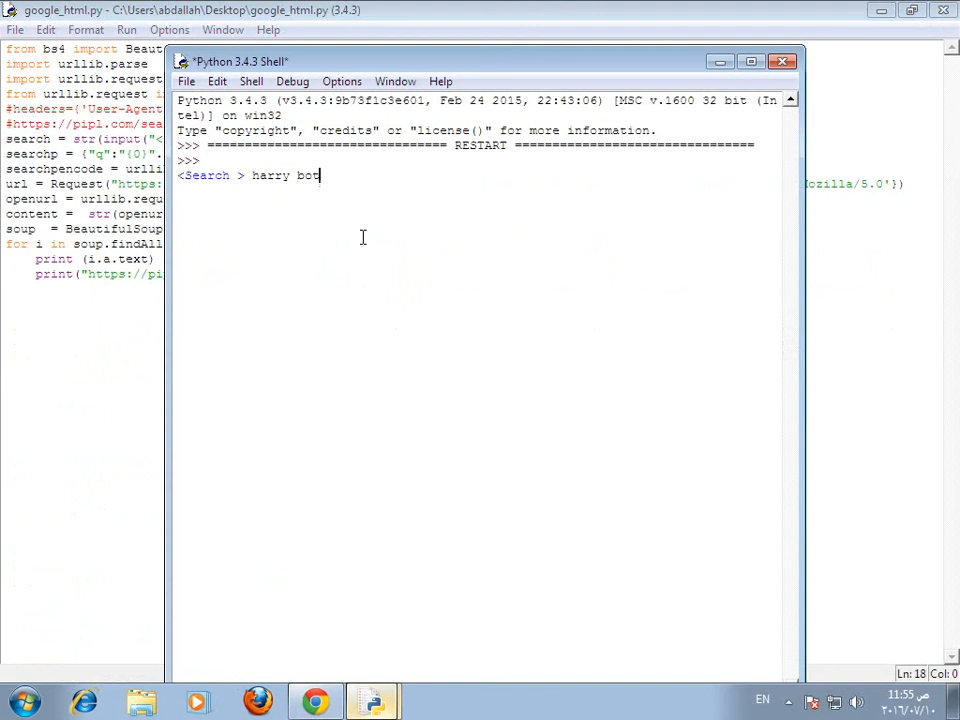 google_html.py - C:\Users\abdallah\Desktop\google_html.py (3.4.3)
File Edit Format Run Options Window Help
from bs4 import Beaut
import urllib.parse
import urllib.request
from urllib.request i
#headers={'User-Agent
#https://pipl.com/sea
search = str(input("<
searchp = {"q":"{0}".
searchpencode = urlli
url = Request("https: Mozilla/5.0'})
openurl = urllib.requ
content = str(openur
soup = BeautifulSoup
for i in soup.findAll
print (i.a.text)
print("https://pi
*Python 3.4.3 Shell*
File Edit Shell Debug Options Window Help
Python 3.4.3 (v3.4.3:9b73f1c3e601, Feb 24 2015, 22:43:06) [MSC v.1600 32 bit (In
tel)] on win32
Type "copyright", "credits" or "license()" for more information.
>>> ================================ RESTART ================================
>>>
<Search > harry bot
Ln: 18 Col: 0
EN
11:55 ص
٢٠١٦/٠٧/١٠